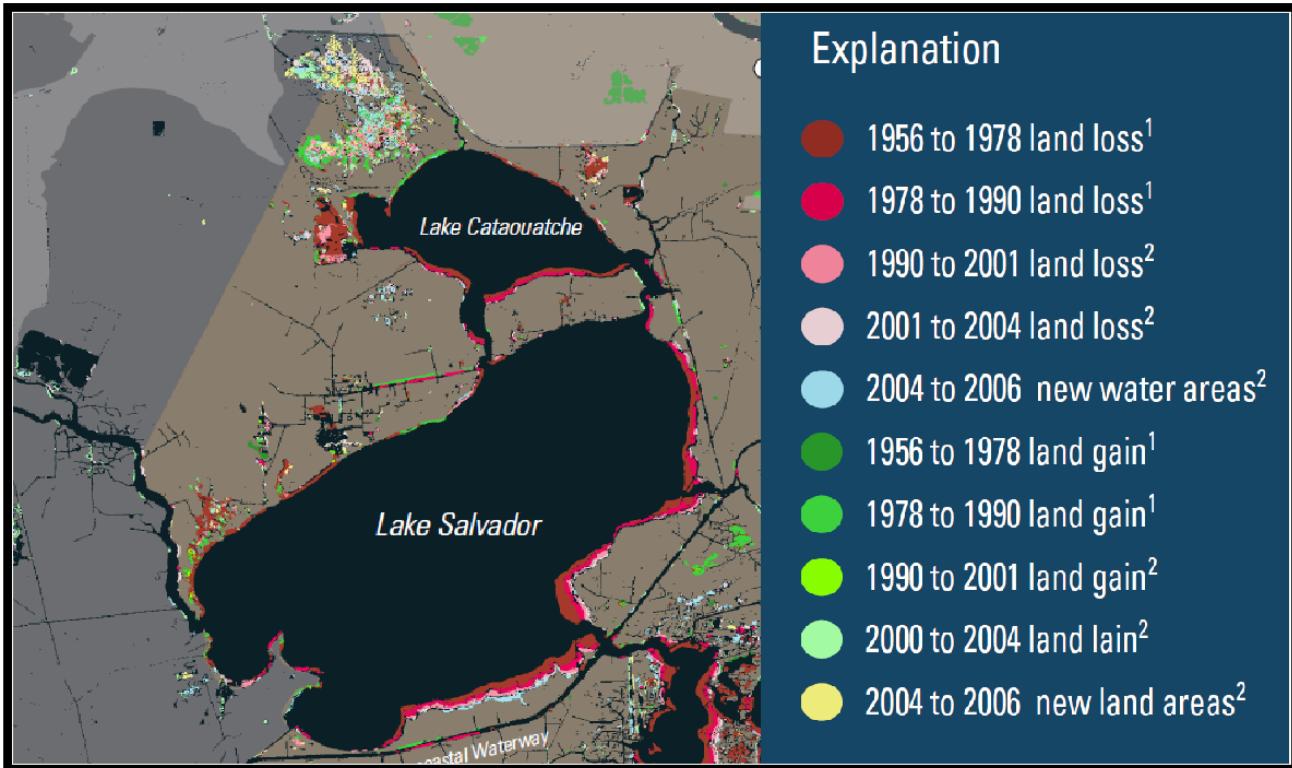 Explanation
1956 to 1978 land loss1
1978 to 1990 land loss1
1990 to 2001 land loss2
2001 to 2004 land loss2
2004 to 2006 new water areas2
1956 to 1978 land gain1
1978 to 1990 land gain1
1990 to 2001 land gain2
2000 to 2004 land lain2
2004 to 2006 new land areas2
Lake Cataouatche
Lake Salvador
coastal Waterway